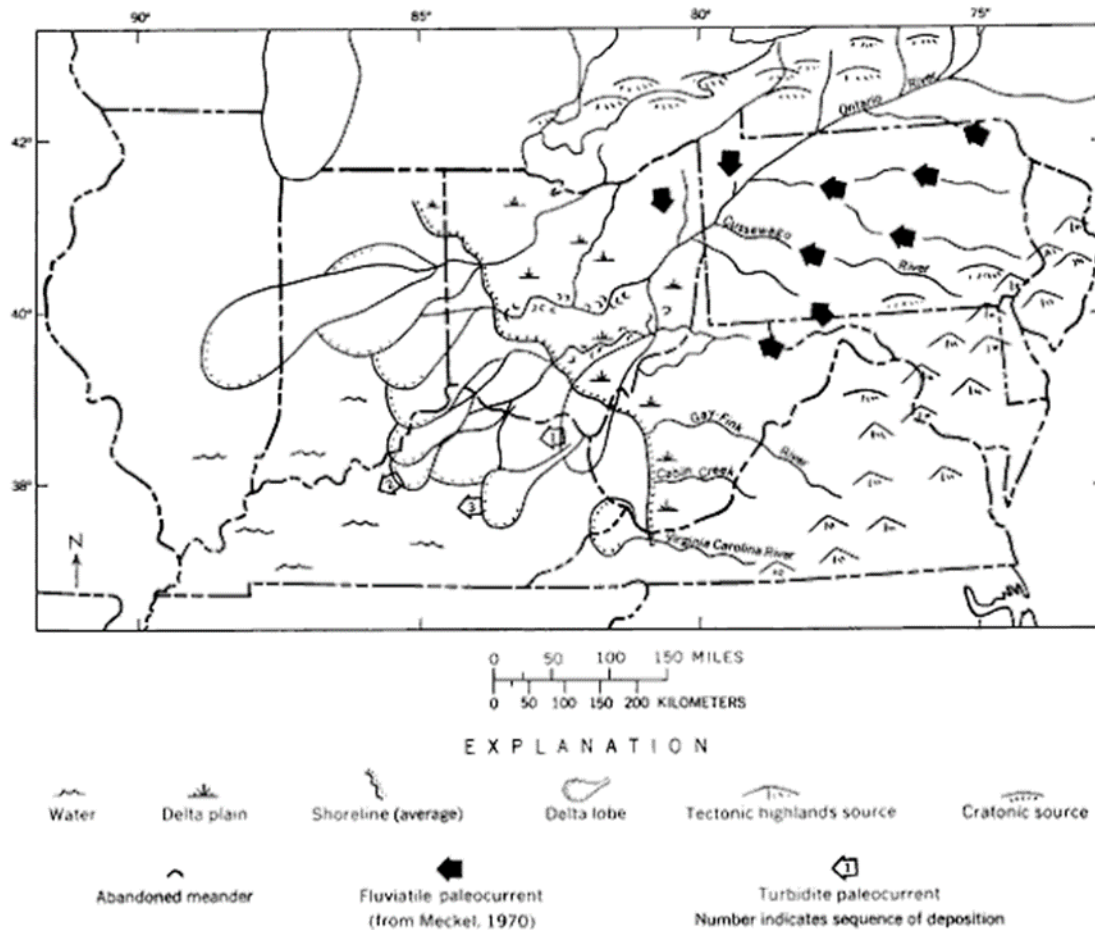 90°
85°
80°
75°
42°
40°
38°
Ontario River
Cussewago River
Gay-Fink River
Cabin Creek
Virginia Carolina River
1
2
3
N
0 50 100 150 MILES
0 50 100 150 200 KILOMETERS
EXPLANATION
Water
Delta plain
Shoreline (average)
Delta lobe
Tectonic highlands source
Cratonic source
Abandoned meander
Fluviatile paleocurrent
(from Meckel, 1970)
1
Turbidite paleocurrent
Number indicates sequence of deposition